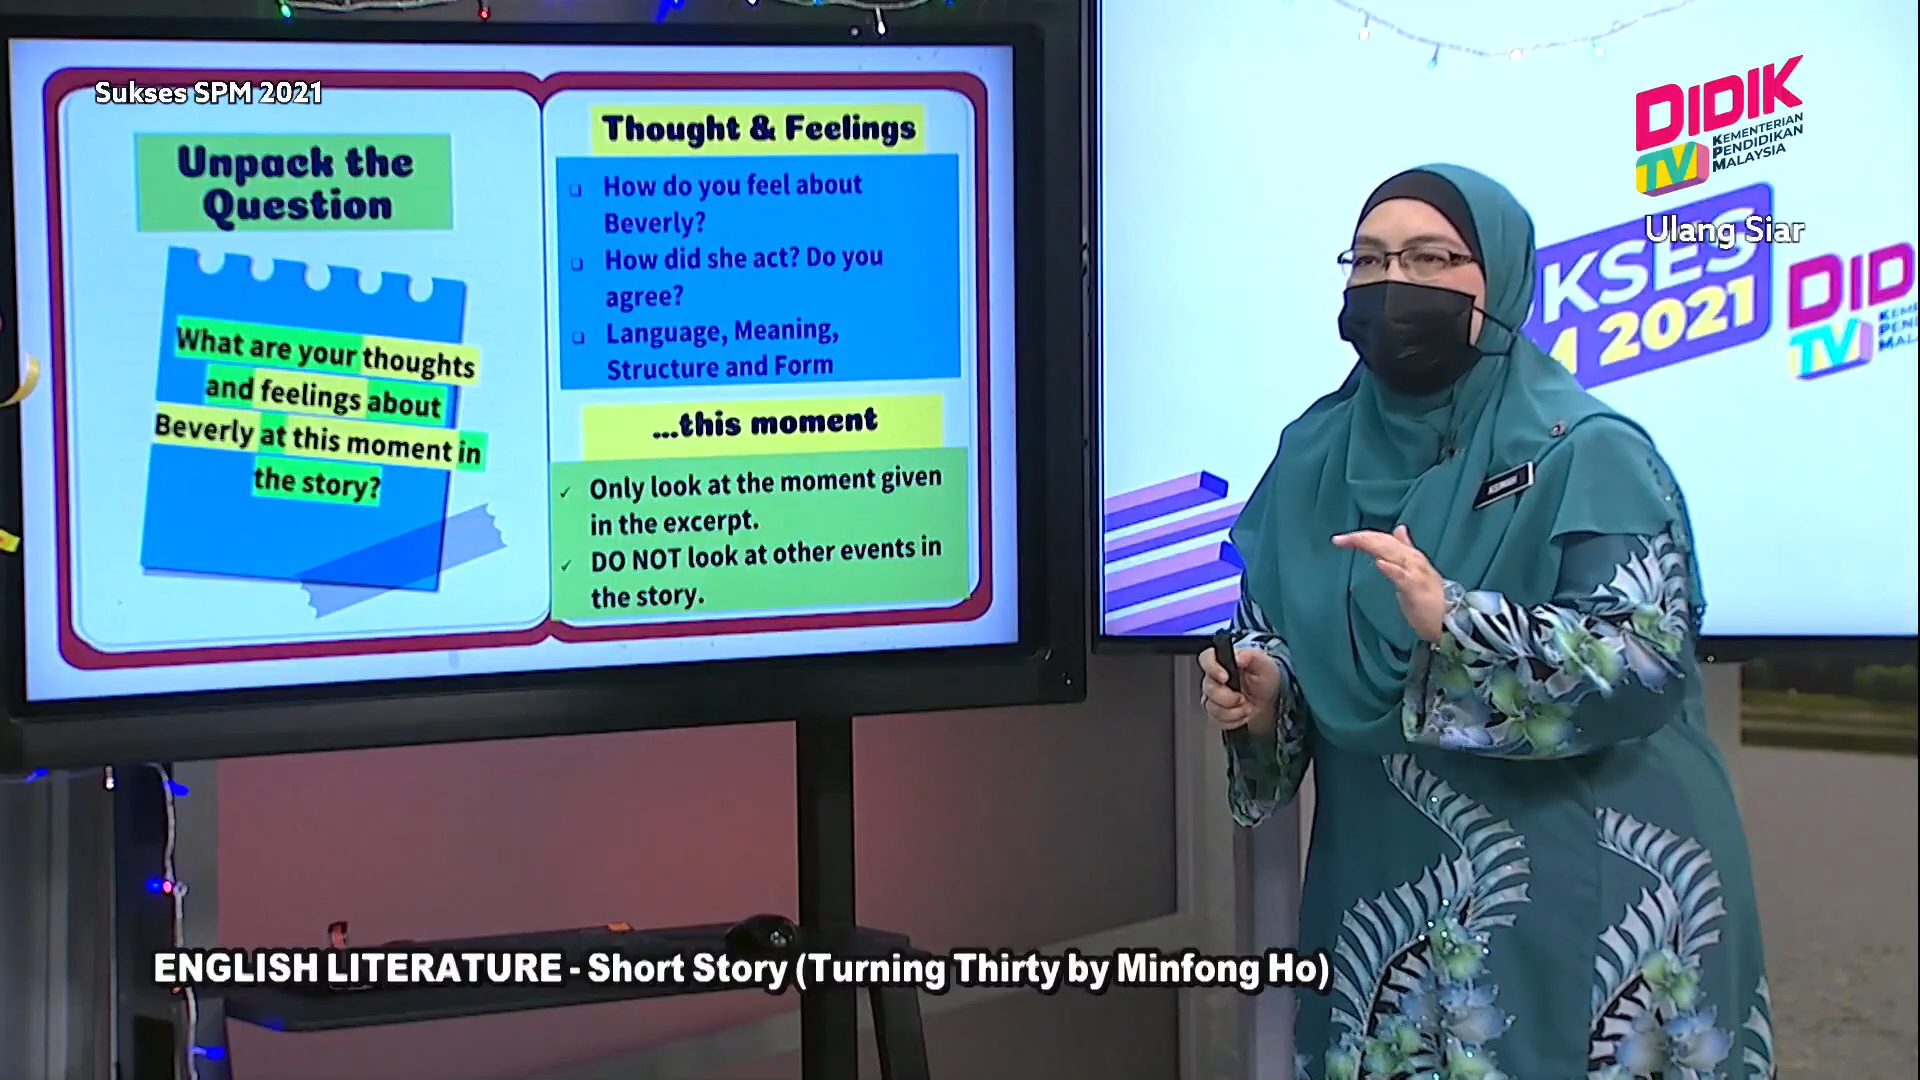 Sukses SPM 2021
Unpack the
Question
What are your thoughts
and feelings about
Beverly at this moment in
the story?
Thought & Feelings
How do you feel about
Beverly?
How did she act? Do you
agree?
Language, Meaning,
Structure and Form
...this moment
Only look at the moment given
in the excerpt.
DO NOT look at other events in
the story.
DIDIK
TV
KEMENTERIAN
PENDIDIKAN
MALAYSIA
Ulang Siar
KSES
M 2021
DID
TV
ENGLISH LITERATURE - Short Story (Turning Thirty by Minfong Ho)